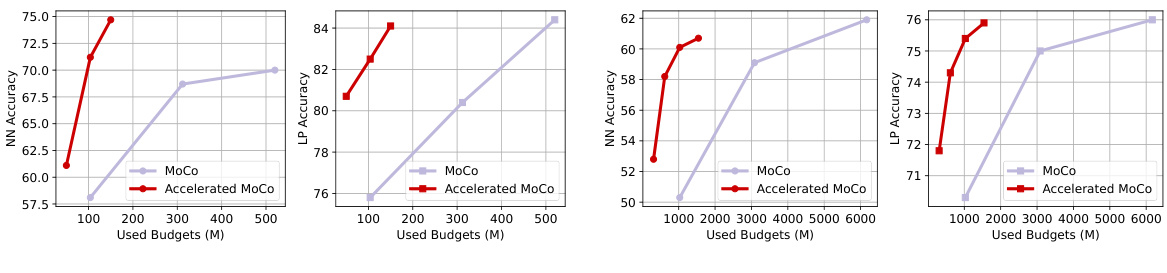 NN Accuracy
75.0
72.5
70.0
67.5
65.0
62.5
60.0
57.5
100 200 300 400 500
Used Budgets (M)
MoCo
Accelerated MoCo
LP Accuracy
84
82
80
78
76
100 200 300 400 500
Used Budgets (M)
MoCo
Accelerated MoCo
NN Accuracy
62
60
58
56
54
52
50
1000 2000 3000 4000 5000 6000
Used Budgets (M)
MoCo
Accelerated MoCo
LP Accuracy
76
75
74
73
72
71
1000 2000 3000 4000 5000 6000
Used Budgets (M)
MoCo
Accelerated MoCo